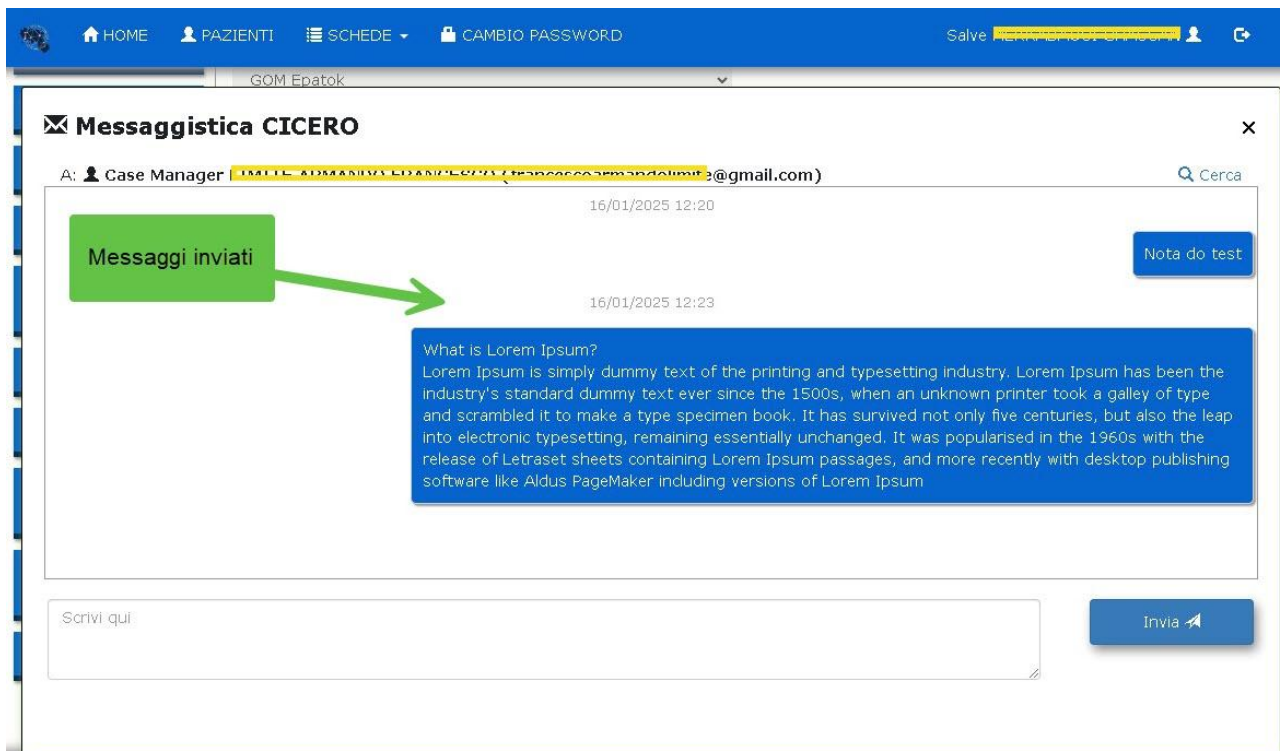 HOME PAZIENTI SCHEDE CAMBIO PASSWORD Salve
GOM Epatok
Messaggistica CICERO ×
A: Case Manager @gmail.com) Cerca
16/01/2025 12:20
Messaggi inviati
Nota do test
16/01/2025 12:23
What is Lorem Ipsum?
Lorem Ipsum is simply dummy text of the printing and typesetting industry. Lorem Ipsum has been the
industry's standard dummy text ever since the 1500s, when an unknown printer took a galley of type
and scrambled it to make a type specimen book. It has survived not only five centuries, but also the leap
into electronic typesetting, remaining essentially unchanged. It was popularised in the 1960s with the
release of Letraset sheets containing Lorem Ipsum passages, and more recently with desktop publishing
software like Aldus PageMaker including versions of Lorem Ipsum
Scrivi qui
Invia